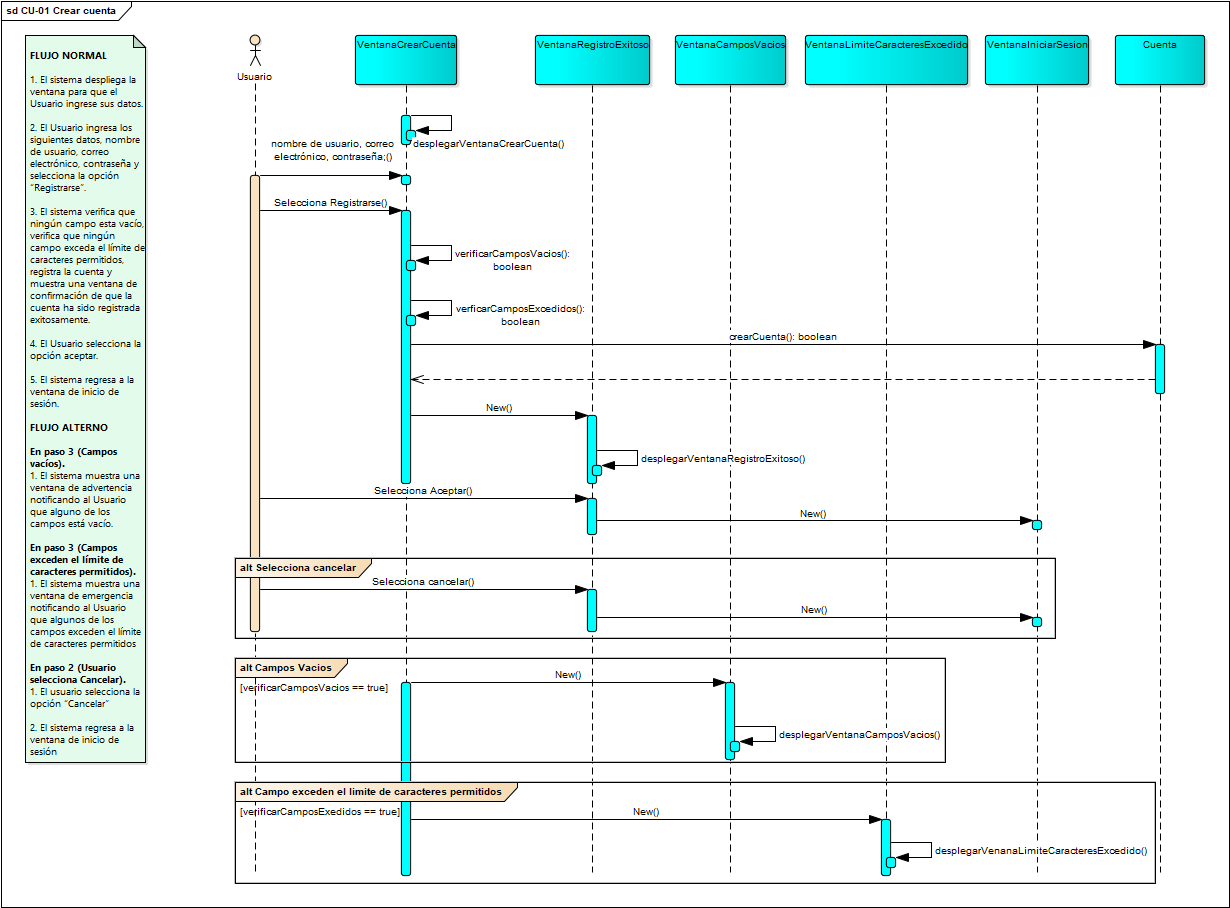 sd CU-01 Crear cuenta
FLUJO NORMAL
1. El sistema despliega la
ventana para que el
Usuario ingrese sus datos.
2. El Usuario ingresa los
siguientes datos, nombre
de usuario, correo
electrónico, contraseña y
selecciona la opción
“Registrarse”.
3. El sistema verifica que
ningún campo esta vacío,
verifica que ningún
campo exceda el límite de
caracteres permitidos,
registra la cuenta y
muestra una ventana de
confirmación de que la
cuenta ha sido registrada
exitosamente.
4. El Usuario selecciona la
opción aceptar.
5. El sistema regresa a la
ventana de inicio de
sesión.
FLUJO ALTERNO
En paso 3 (Campos
vacíos).
1. El sistema muestra una
ventana de advertencia
notificando al Usuario
que alguno de los
campos está vacío.
En paso 3 (Campos
exceden el límite de
caracteres permitidos).
1. El sistema muestra una
ventana de emergencia
notificando al Usuario
que algunos de los
campos exceden el límite
de caracteres permitidos
En paso 2 (Usuario
selecciona Cancelar).
1. El usuario selecciona la
opción “Cancelar”
2. El sistema regresa a la
ventana de inicio de
sesión
Usuario
VentanaCrearCuenta
VentanaRegistroExitoso
VentanaCamposVacios
VentanaLimiteCaracteresExcedido
VentanaIniciarSesion
Cuenta
desplegarVentanaCrearCuenta()
nombre de usuario, correo
electrónico, contraseña;()
Selecciona Registrarse()
verificarCamposVacios():
boolean
verficarCamposExcedidos():
boolean
crearCuenta(): boolean
New()
desplegarVentanaRegistroExitoso()
Selecciona Aceptar()
New()
alt Selecciona cancelar
Selecciona cancelar()
New()
alt Campos Vacios
[verificarCamposVacios == true]
New()
desplegarVentanaCamposVacios()
alt Campo exceden el limite de caracteres permitidos
[verificarCamposExedidos == true]
New()
desplegarVenanaLimiteCaracteresExcedido()